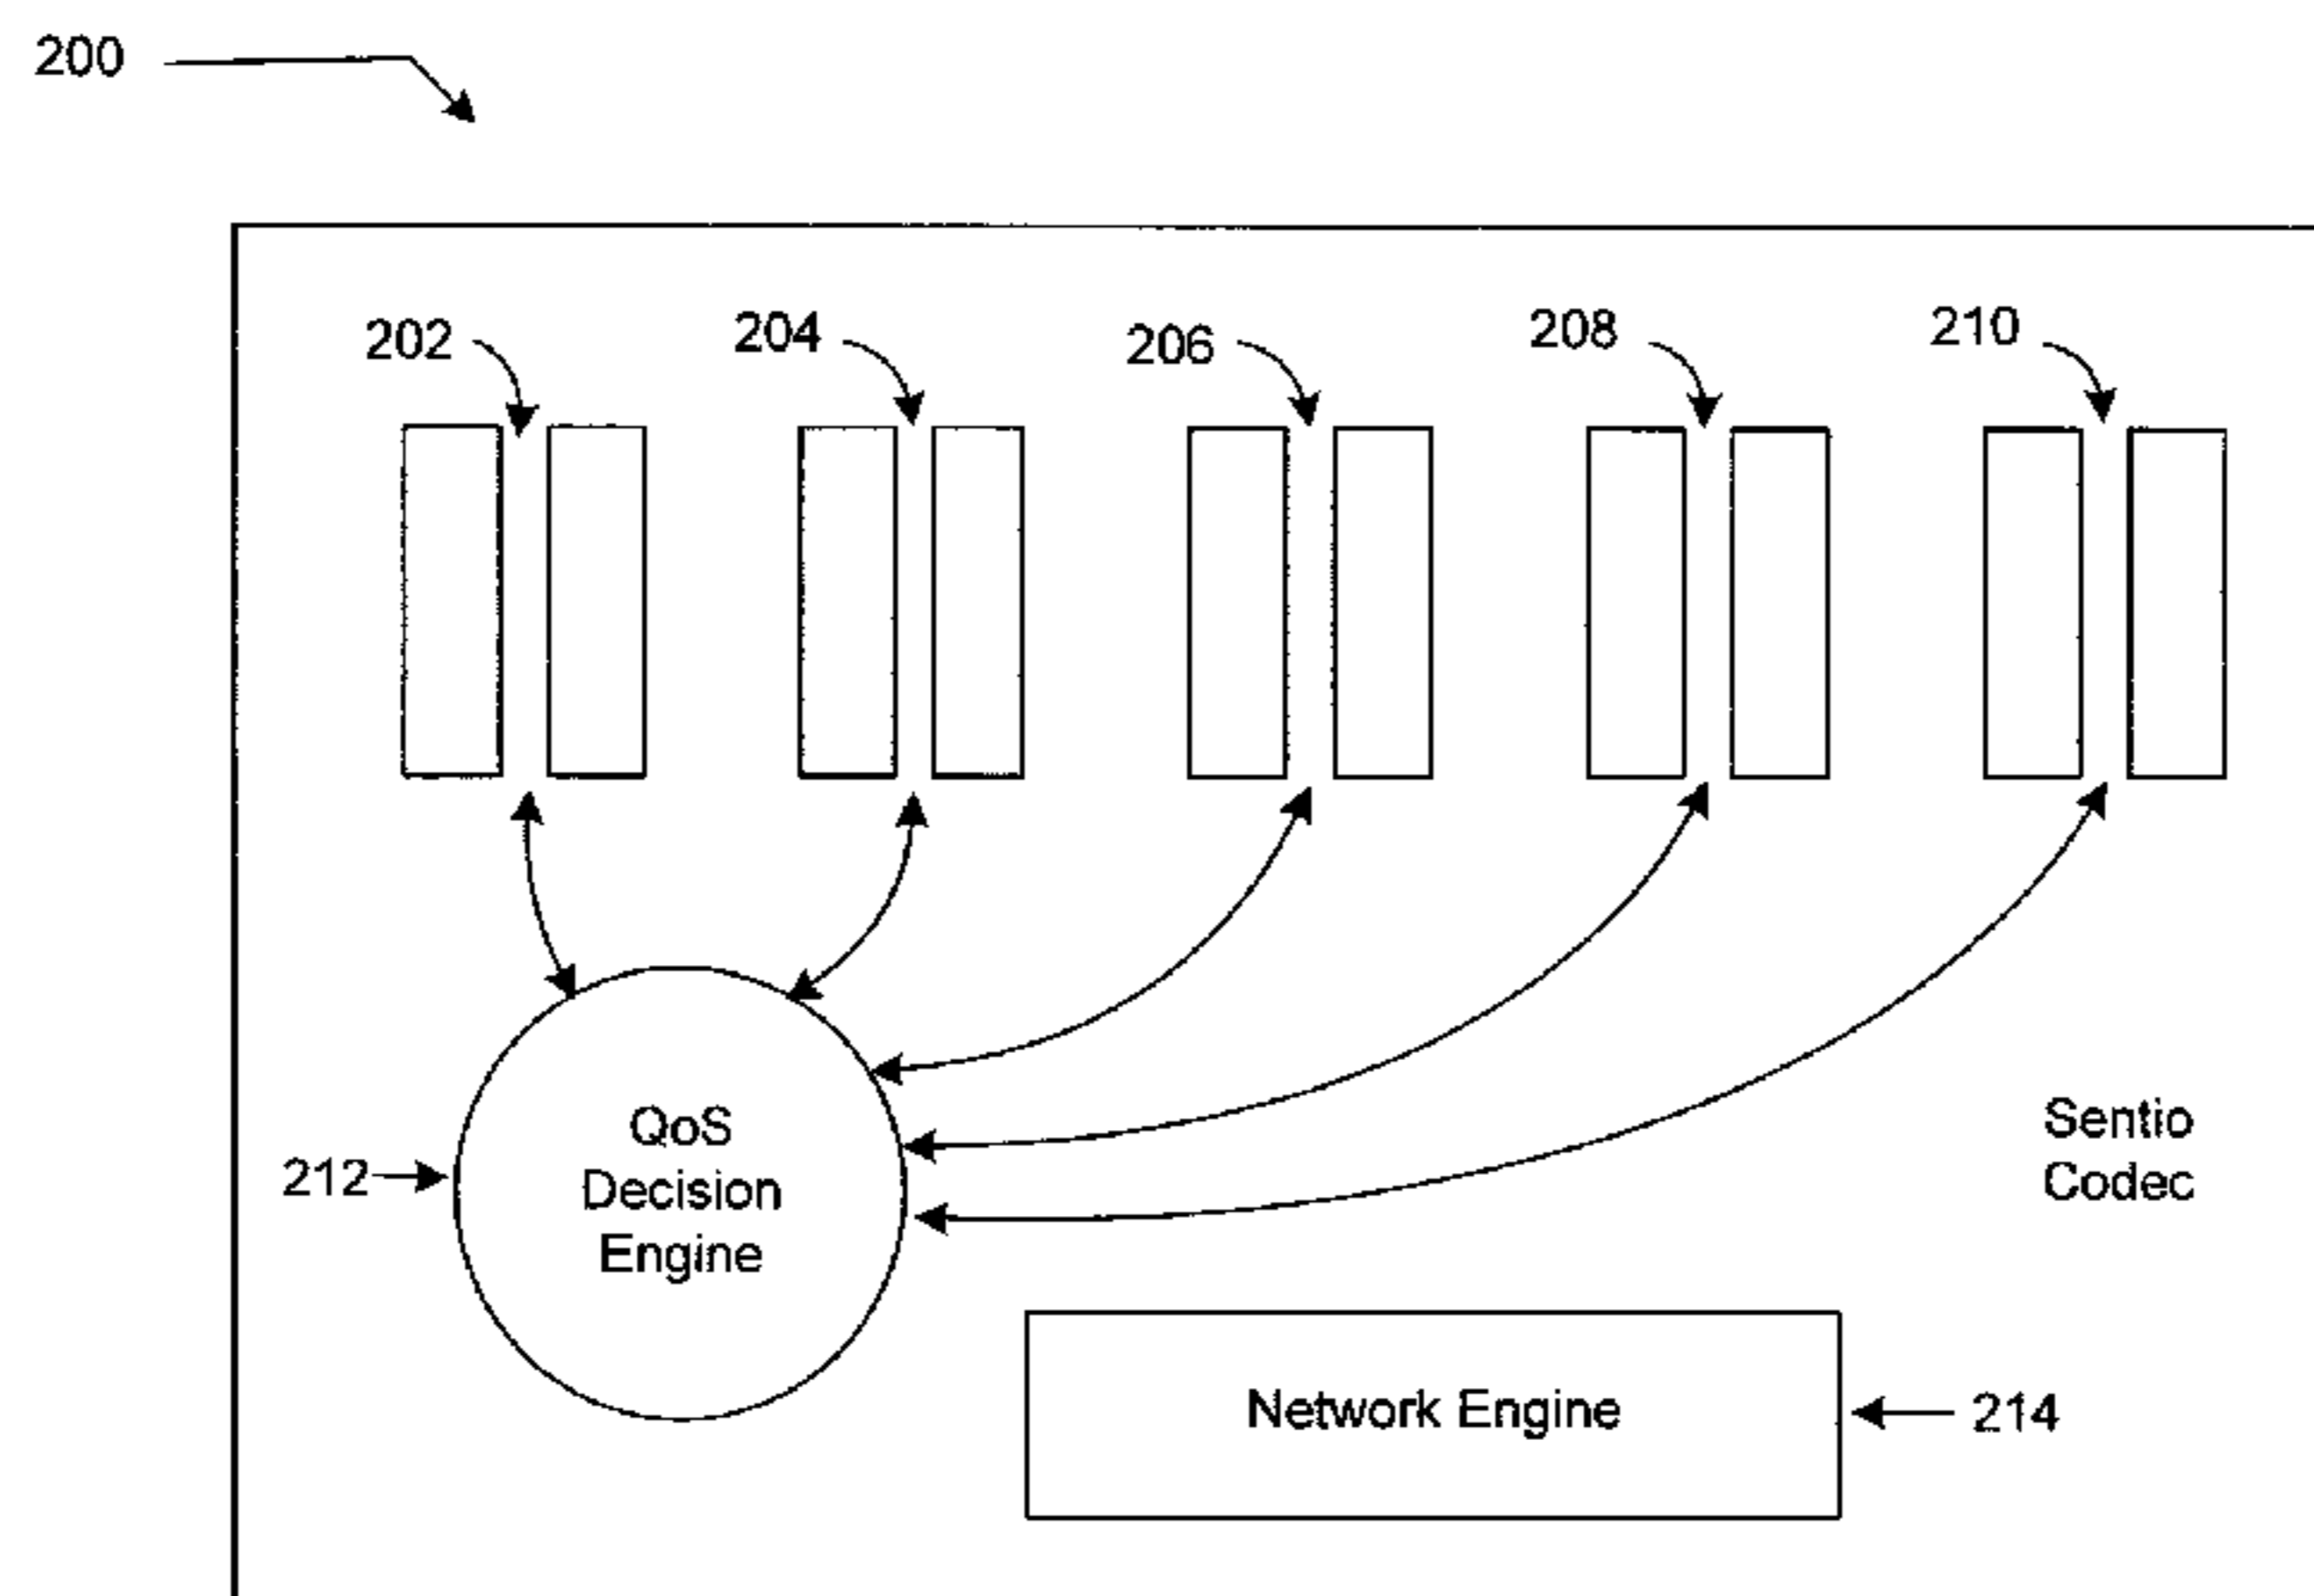 200
202
204
206
208
210
QoS
Decision
Engine
212
Sentio
Codec
Network Engine
214